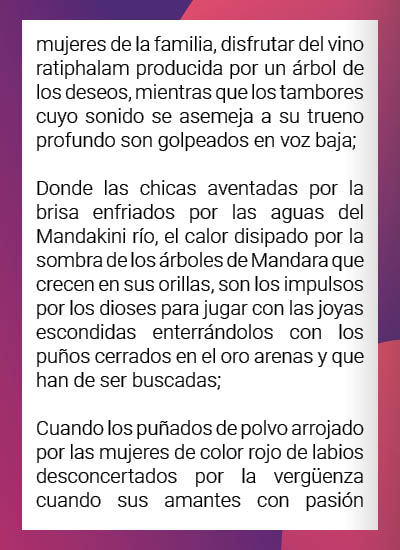 mujeres de la familia, disfrutar del vino
ratiphalam producida por un árbol de
los deseos, mientras que los tambores
cuyo sonido se asemeja a su trueno
profundo son golpeados en voz baja;

Donde las chicas aventadas por la
brisa enfriados por las aguas del
Mandakini río, el calor disipado por la
sombra de los árboles de Mandara que
crecen en sus orillas, son los impulsos
por los dioses para jugar con las joyas
escondidas enterrándolos con los
puños cerrados en el oro arenas y que
han de ser buscadas;

Cuando los puñados de polvo arrojado
por las mujeres de color rojo de labios
desconcertados por la vergüenza
cuando sus amantes con pasión